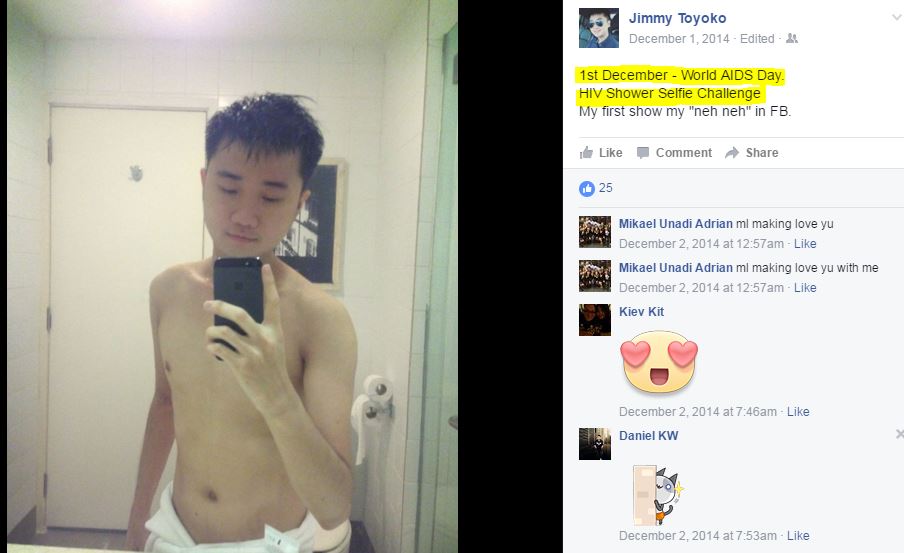 Jimmy Toyoko
December 1, 2014 · Edited ·
1st December - World AIDS Day.
HIV Shower Selfie Challenge
My first show my "neh neh" in FB.
Like Comment Share
25
Mikael Unadi Adrian ml making love yu
December 2, 2014 at 12:57am · Like
Mikael Unadi Adrian ml making love yu with me
December 2, 2014 at 12:57am · Like
Kiev Kit
December 2, 2014 at 7:46am · Like
Daniel KW
December 2, 2014 at 7:53am · Like